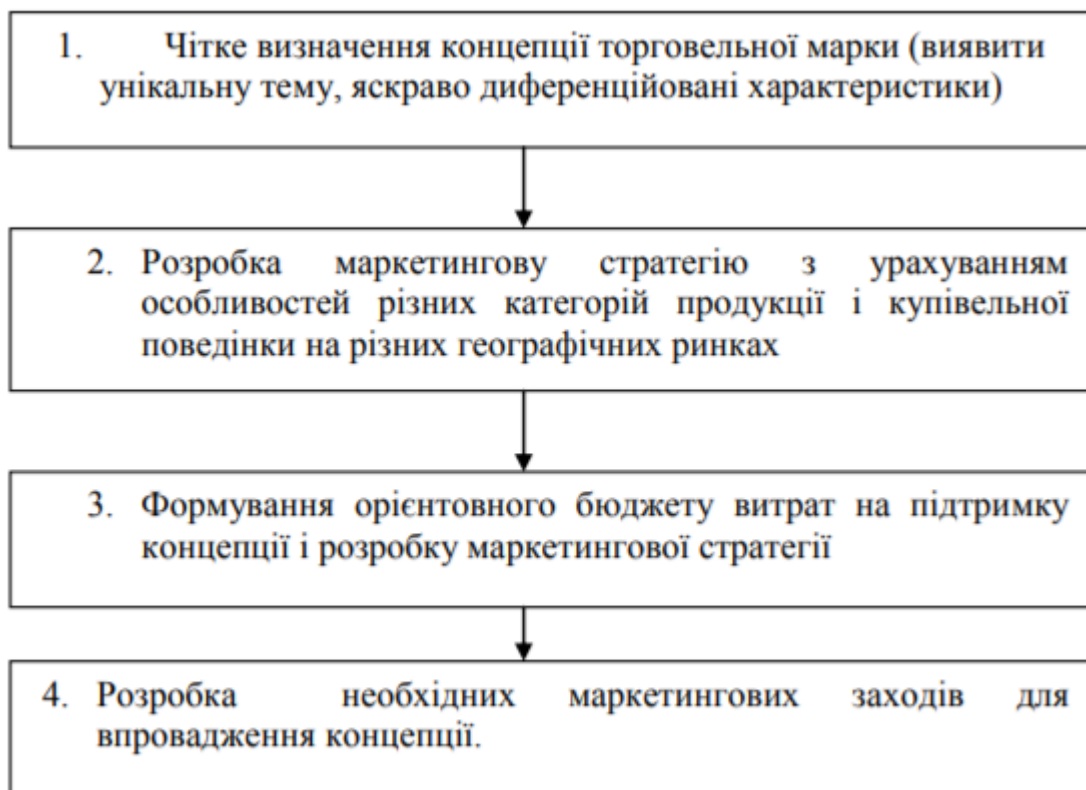 1. Чітке визначення концепції торговельної марки (виявити
унікальну тему, яскраво диференційовані характеристики)
2. Розробка маркетингову стратегію з урахуванням
особливостей різних категорій продукції і купівельної
поведінки на різних географічних ринках
3. Формування орієнтовного бюджету витрат на підтримку
концепції і розробку маркетингової стратегії
4. Розробка необхідних маркетингових заходів для
впровадження концепції.